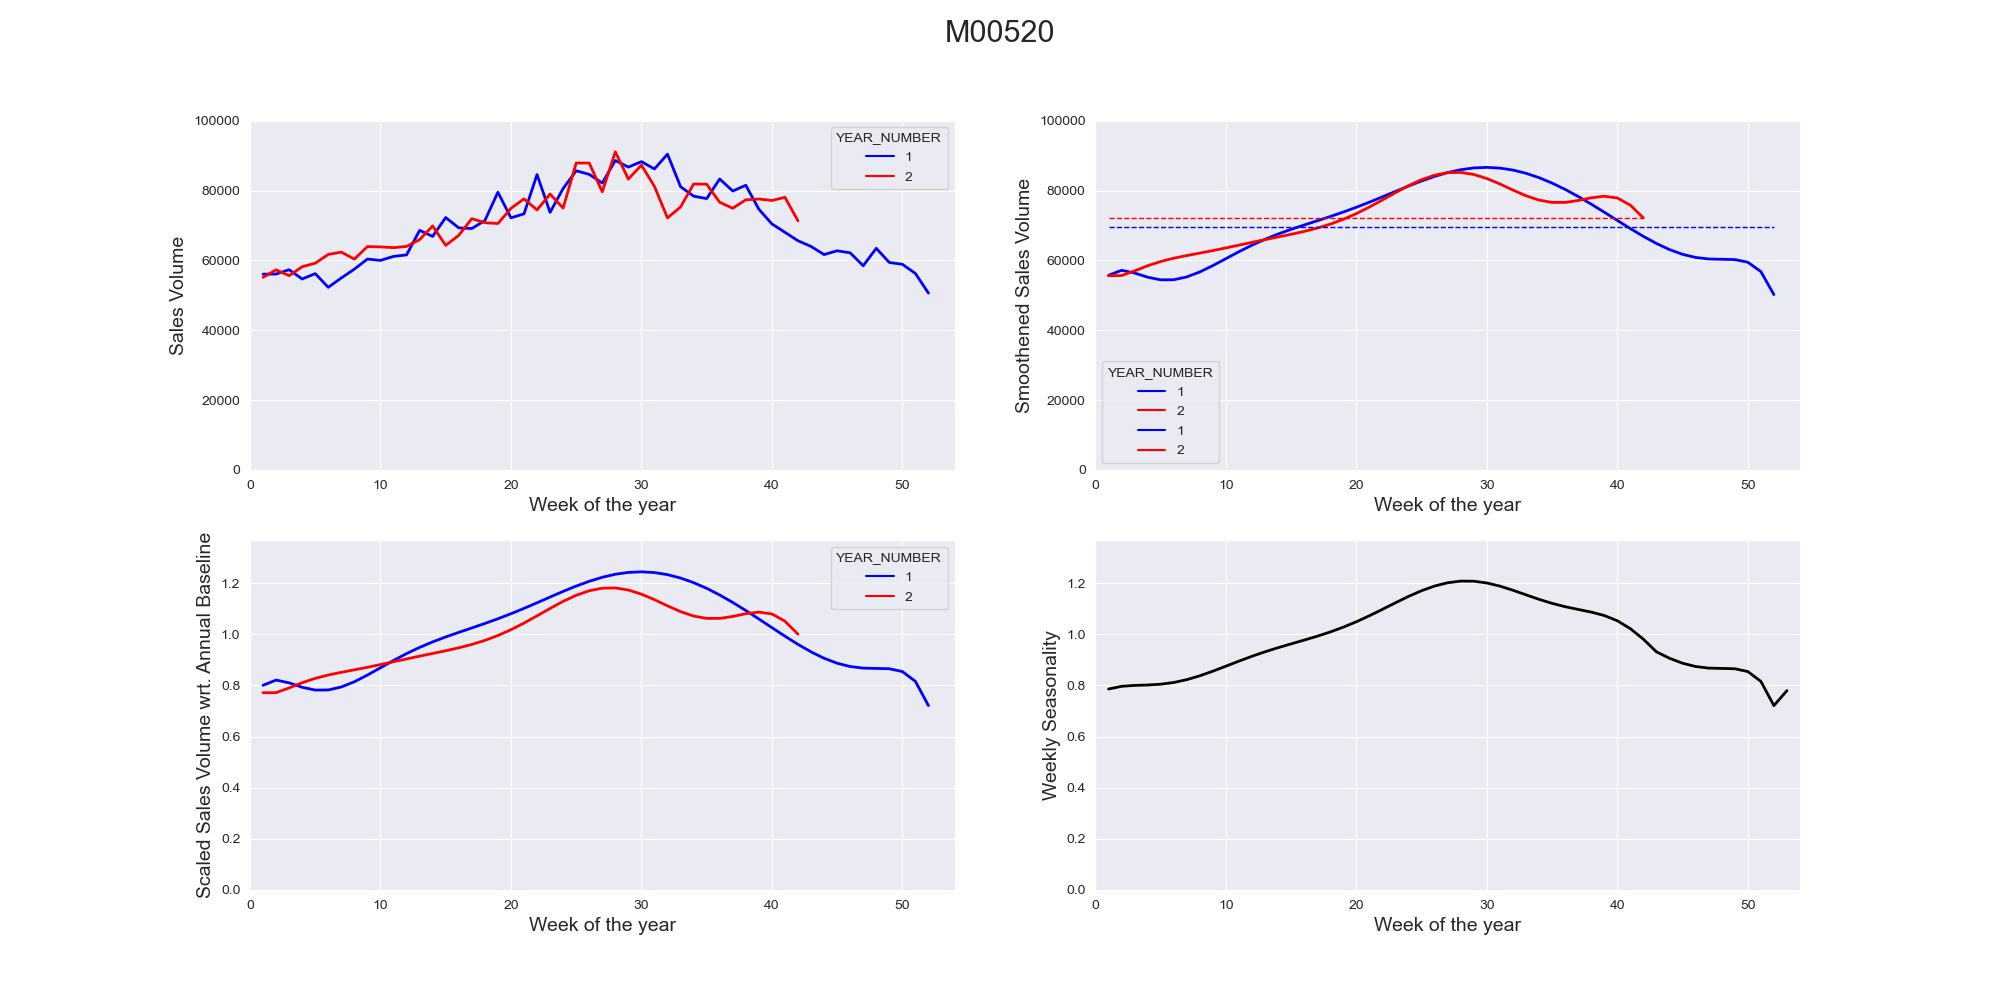 M00520
100000
80000
60000
40000
20000
0
Sales Volume
0 10 20 30 40 50
Week of the year
YEAR_NUMBER
1
2
100000
80000
60000
40000
20000
0
Smoothened Sales Volume
0 10 20 30 40 50
Week of the year
YEAR_NUMBER
1
2
1
2
1.2
1.0
0.8
0.6
0.4
0.2
0.0
Scaled Sales Volume wrt. Annual Baseline
0 10 20 30 40 50
Week of the year
YEAR_NUMBER
1
2
1.2
1.0
0.8
0.6
0.4
0.2
0.0
Weekly Seasonality
0 10 20 30 40 50
Week of the year